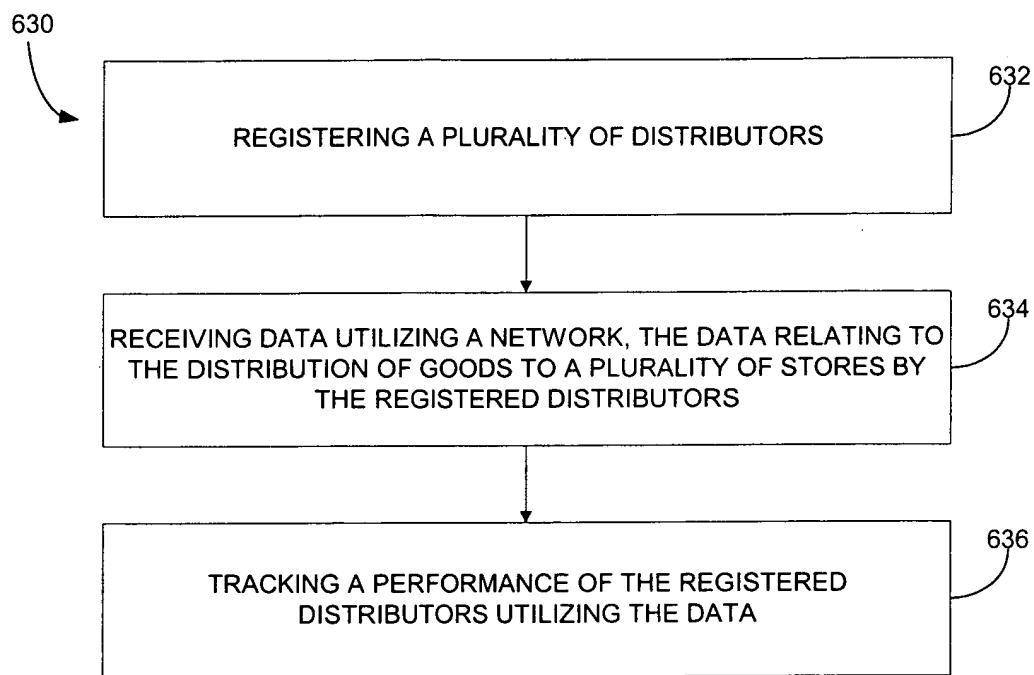 630
632
REGISTERING A PLURALITY OF DISTRIBUTORS
634
RECEIVING DATA UTILIZING A NETWORK, THE DATA RELATING TO
THE DISTRIBUTION OF GOODS TO A PLURALITY OF STORES BY
THE REGISTERED DISTRIBUTORS
636
TRACKING A PERFORMANCE OF THE REGISTERED
DISTRIBUTORS UTILIZING THE DATA